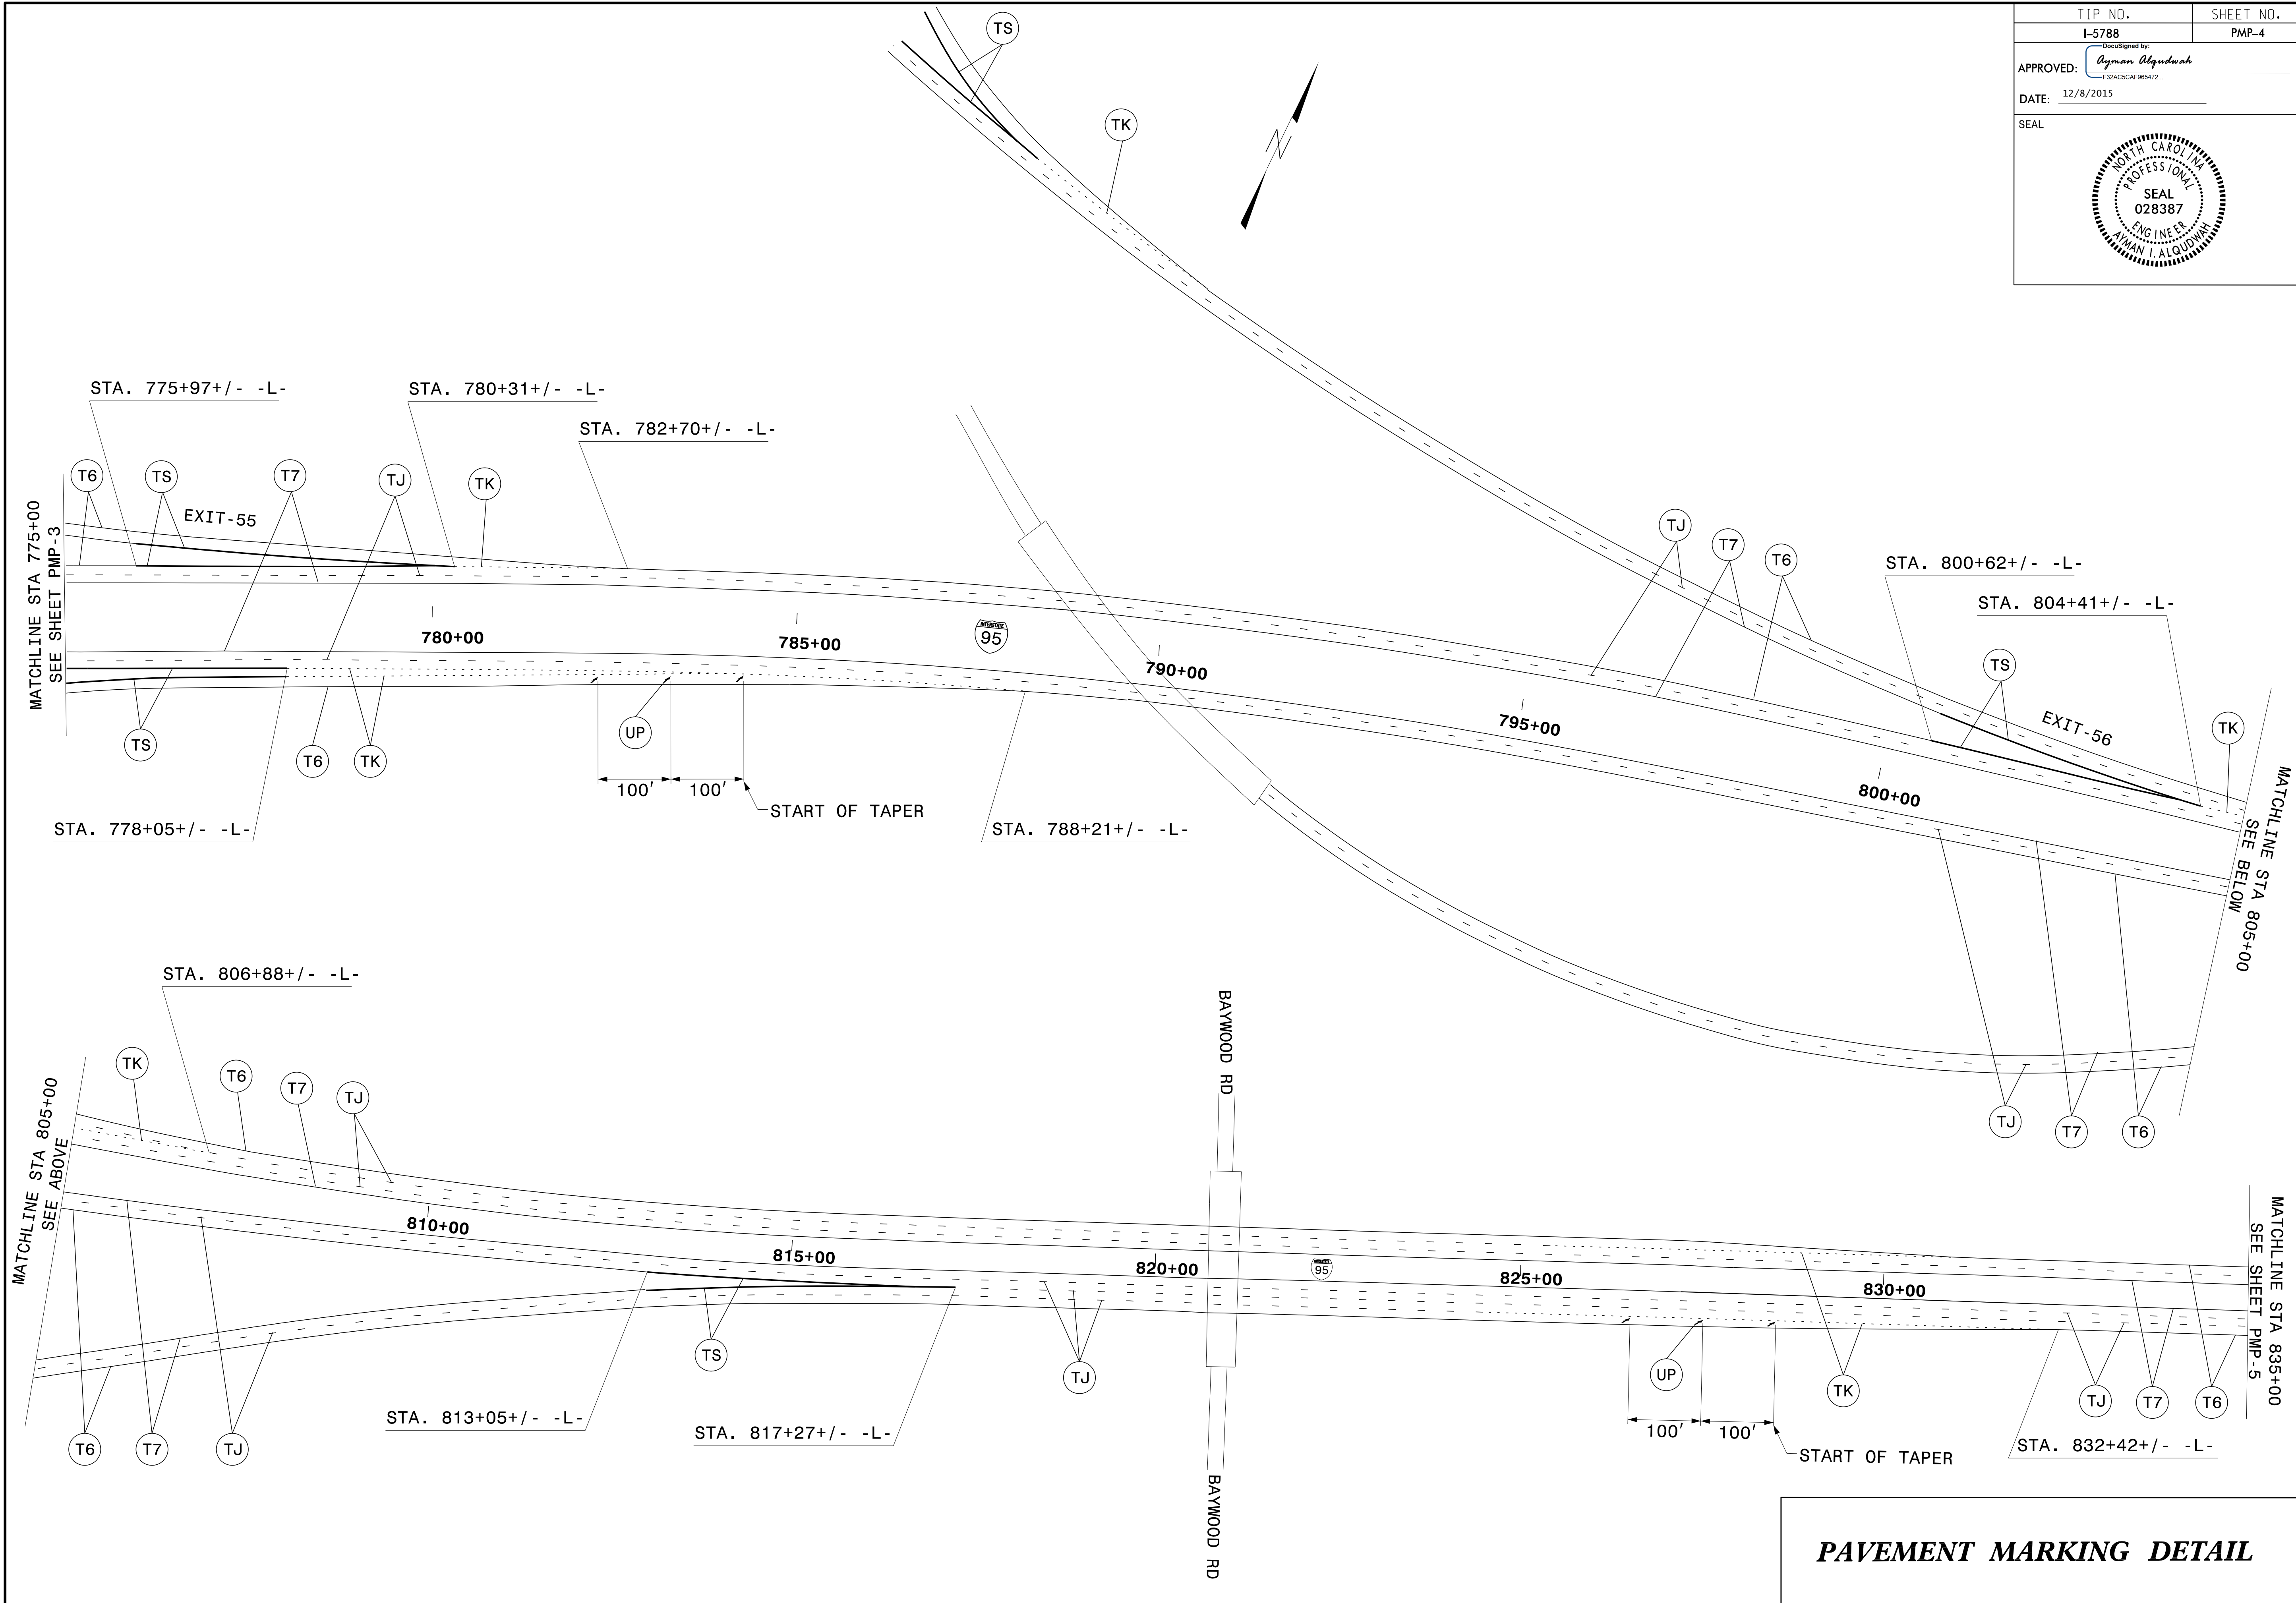 TIP NO. SHEET NO.
I-5788 PMP-4
DocuSigned by:
APPROVED: Ayman Alqudwah
F32AC5CAF965472...
DATE: 12/8/2015
SEAL
NORTH CAROLINA
PROFESSIONAL
SEAL
028387
ENGINEER
AYMAN I. ALQUDWAH
TS
TK
N
STA. 775+97+/- -L-
STA. 780+31+/- -L-
STA. 782+70+/- -L-
T6 TS T7 TJ TK
EXIT-55
MATCHLINE STA 775+00
SEE SHEET PMP-3
780+00
785+00
INTERSTATE
95
790+00
795+00
800+00
TJ T7 T6
STA. 800+62+/- -L-
STA. 804+41+/- -L-
TS
EXIT-56
TK
MATCHLINE STA 805+00
SEE BELOW
TS
T6 TK
UP
100' 100'
START OF TAPER
STA. 778+05+/- -L-
STA. 788+21+/- -L-
TJ T7 T6
STA. 806+88+/- -L-
TK T6 T7 TJ
MATCHLINE STA 805+00
SEE ABOVE
810+00
815+00
820+00
INTERSTATE
95
825+00
830+00
BAYWOOD RD
BAYWOOD RD
MATCHLINE STA 835+00
SEE SHEET PMP-5
T6 T7 TJ
TS
TJ
UP
TK
TJ T7 T6
STA. 813+05+/- -L-
STA. 817+27+/- -L-
100' 100'
START OF TAPER
STA. 832+42+/- -L-
PAVEMENT MARKING DETAIL